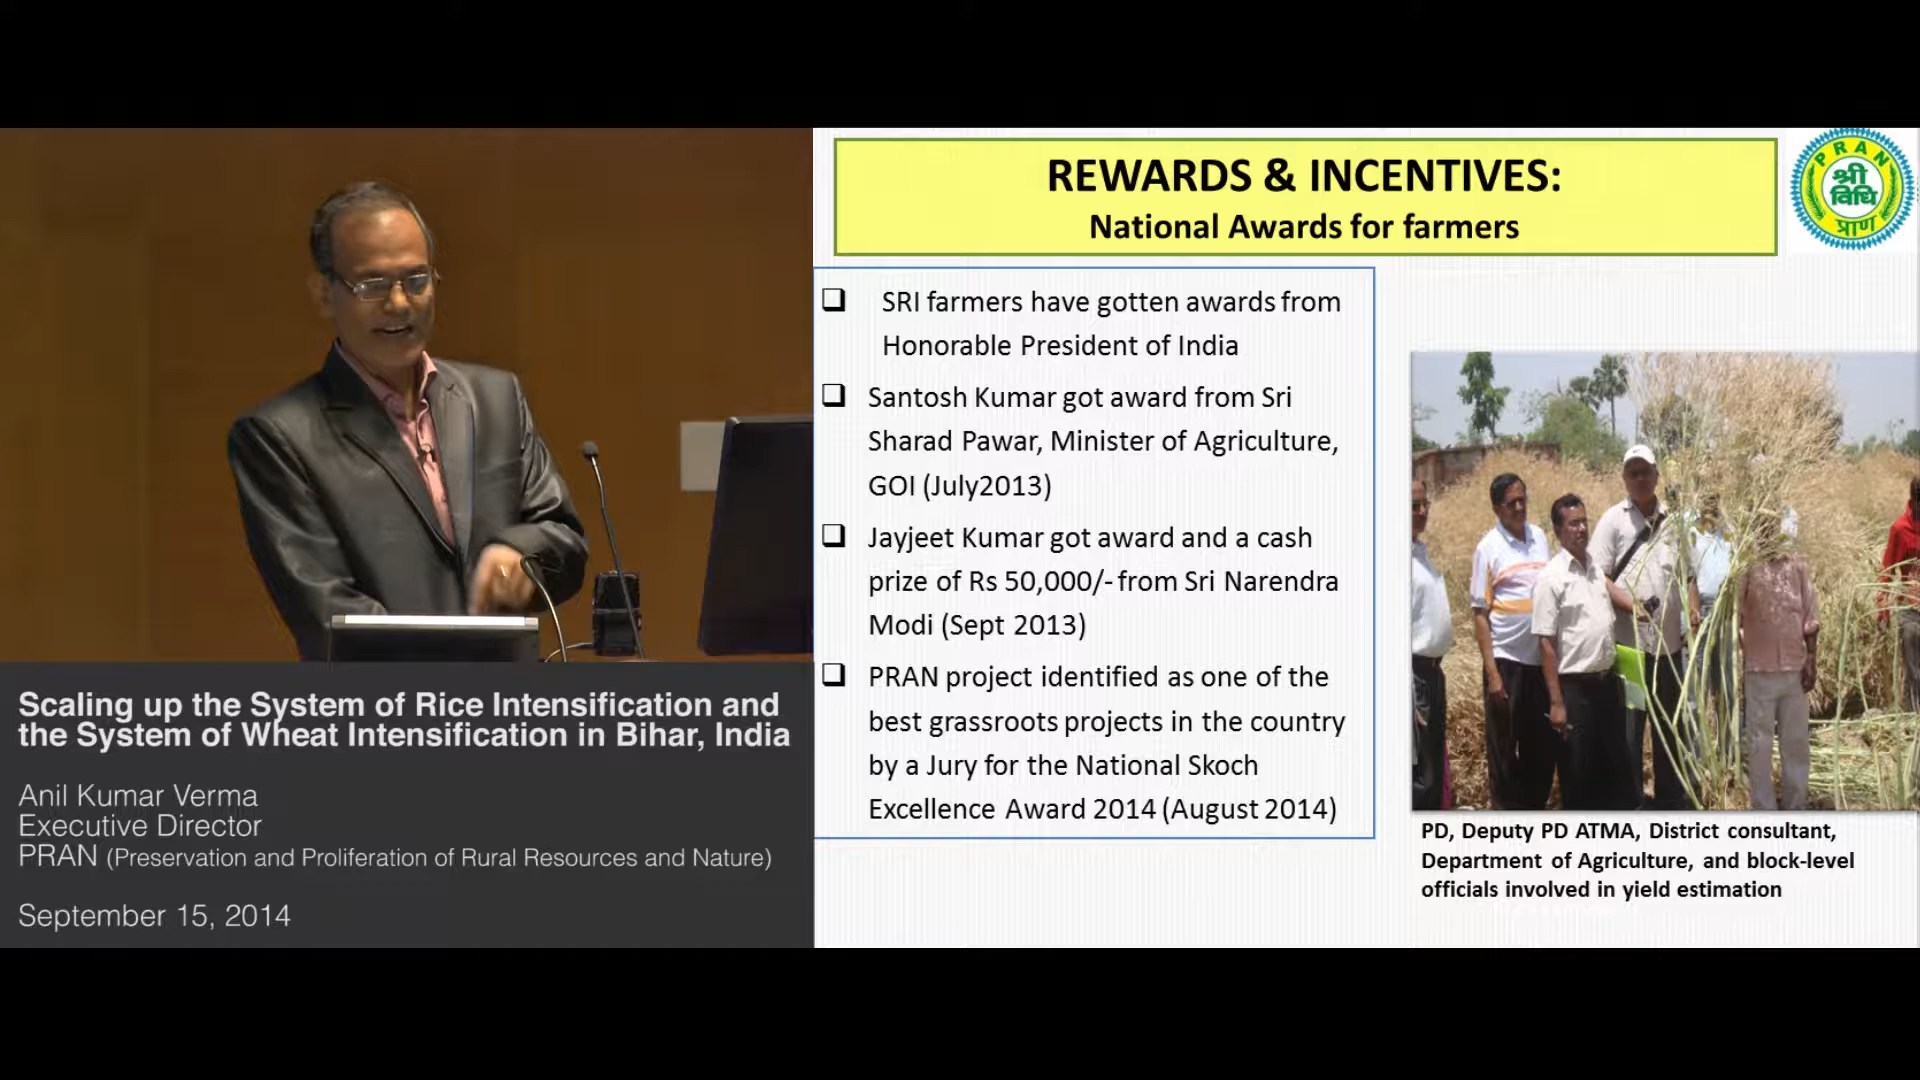 REWARDS & INCENTIVES:
National Awards for farmers
PRAN
श्री
विधि
प्राण
❑ SRI farmers have gotten awards from
Honorable President of India
❑ Santosh Kumar got award from Sri
Sharad Pawar, Minister of Agriculture,
GOI (July2013)
❑ Jayjeet Kumar got award and a cash
prize of Rs 50,000/- from Sri Narendra
Modi (Sept 2013)
❑ PRAN project identified as one of the
best grassroots projects in the country
by a Jury for the National Skoch
Excellence Award 2014 (August 2014)
PD, Deputy PD ATMA, District consultant,
Department of Agriculture, and block-level
officials involved in yield estimation
Scaling up the System of Rice Intensification and
the System of Wheat Intensification in Bihar, India
Anil Kumar Verma
Executive Director
PRAN (Preservation and Proliferation of Rural Resources and Nature)
September 15, 2014